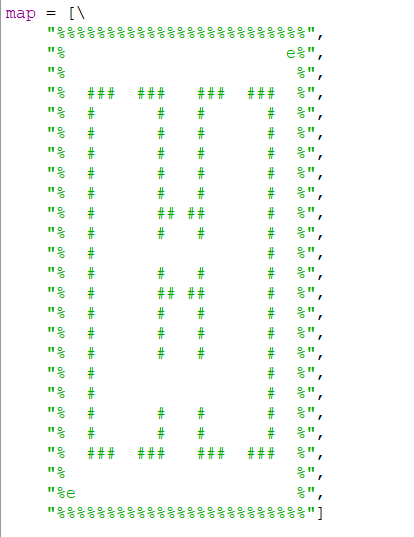 map = [\
    "%%%%%%%%%%%%%%%%%%%%%%%%%",
    "%                      e%",
    "%                       %",
    "%  ###  ###   ###  ###  %",
    "%  #      #   #      #  %",
    "%  #      #   #      #  %",
    "%  #      #   #      #  %",
    "%  #      #   #      #  %",
    "%  #      #   #      #  %",
    "%  #      ## ##      #  %",
    "%  #      #   #      #  %",
    "%  #                 #  %",
    "%  #      #   #      #  %",
    "%  #      ## ##      #  %",
    "%  #      #   #      #  %",
    "%  #      #   #      #  %",
    "%  #      #   #      #  %",
    "%  #                 #  %",
    "%  #                 #  %",
    "%  #      #   #      #  %",
    "%  #      #   #      #  %",
    "%  ###  ###   ###  ###  %",
    "%                       %",
    "%e                      %",
    "%%%%%%%%%%%%%%%%%%%%%%%%%"]